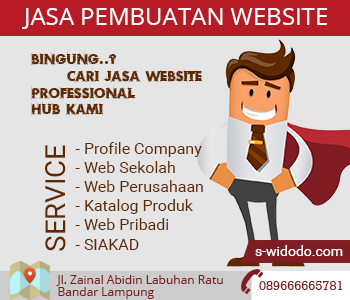 JASA PEMBUATAN WEBSITE
BINGUNG..?
CARI JASA WEBSITE
PROFESSIONAL
HUB KAMI
SERVICE
- Profile Company
- Web Sekolah
- Web Perusahaan
- Katalog Produk
- Web Pribadi
- SIAKAD
s-widodo.com
Jl. Zainal Abidin Labuhan Ratu
Bandar Lampung
089666665781